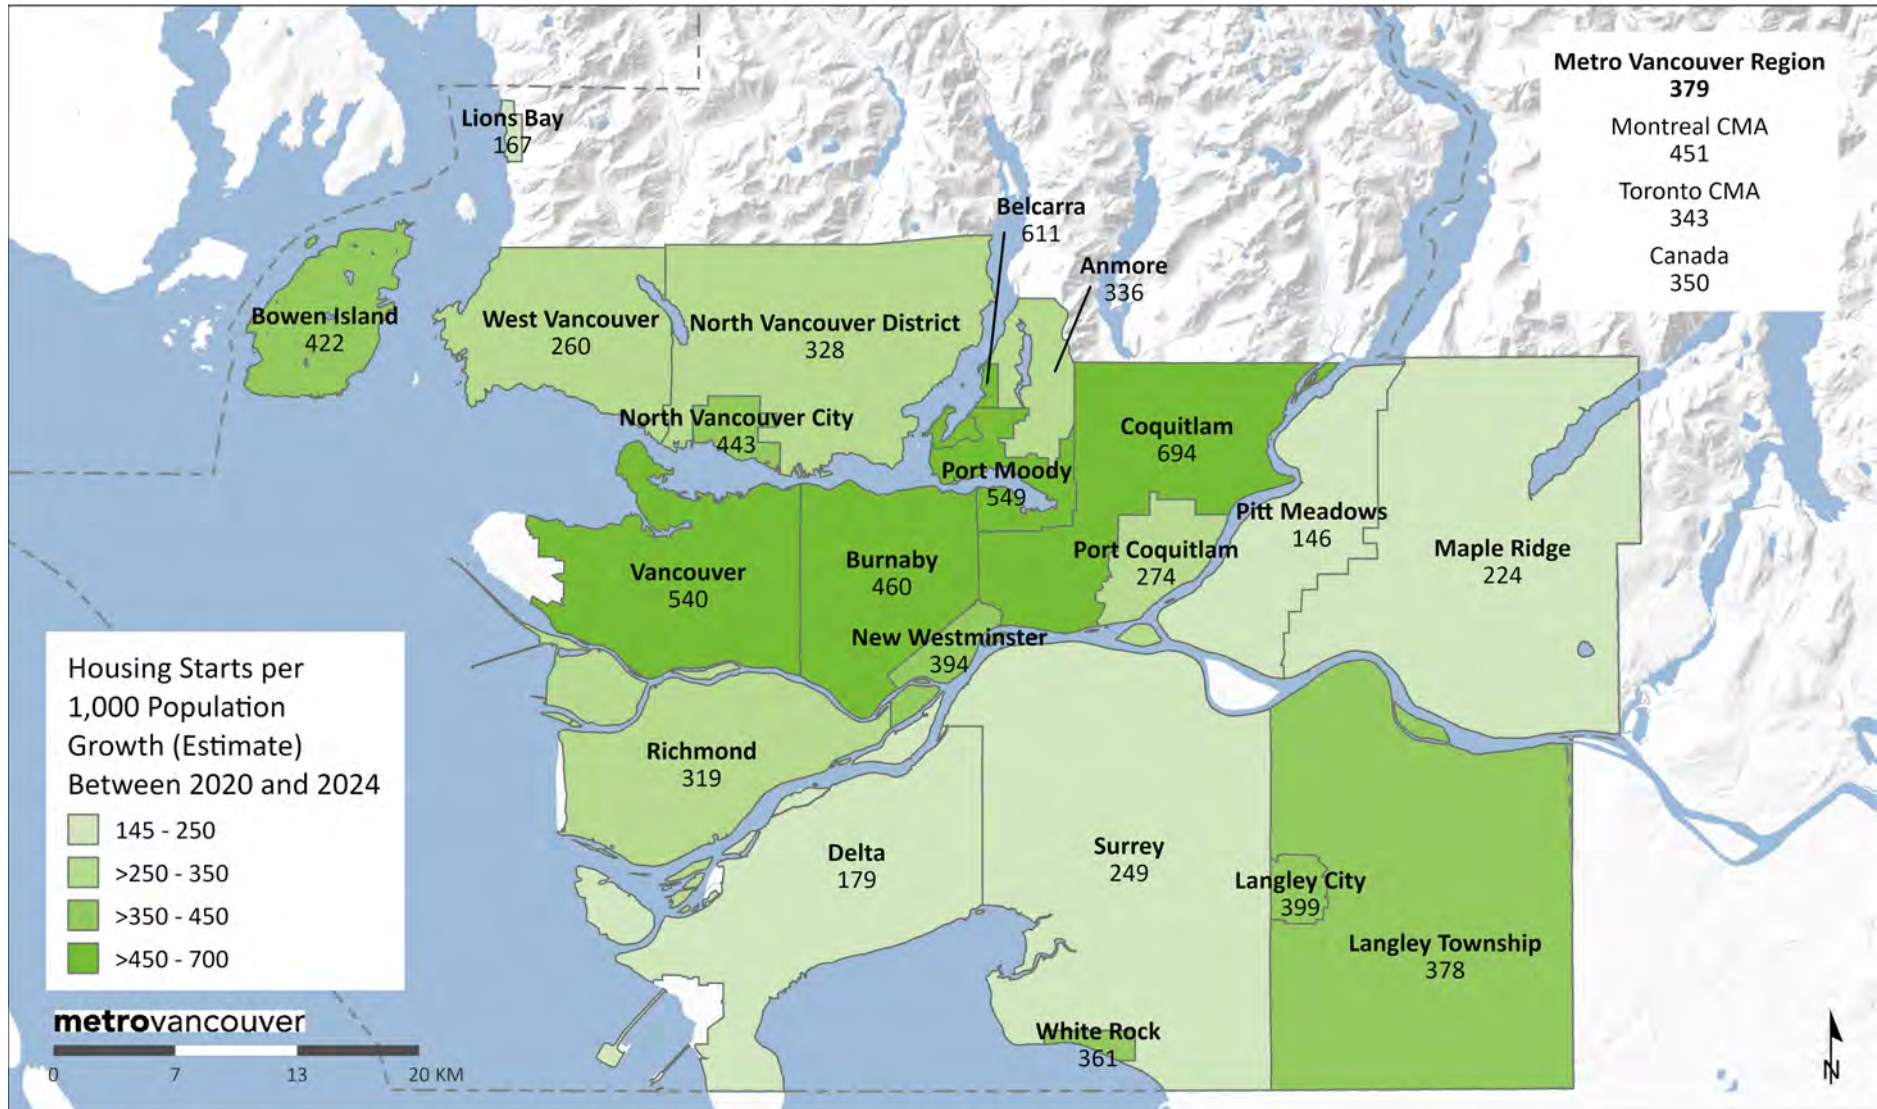 Metro Vancouver Region
379
Montreal CMA
451
Toronto CMA
343
Canada
350
Lions Bay
167
Belcarra
611
Anmore
336
Bowen Island
422
West Vancouver
260
North Vancouver District
328
North Vancouver City
443
Coquitlam
694
Port Moody
549
Pitt Meadows
146
Port Coquitlam
274
Maple Ridge
224
Vancouver
540
Burnaby
460
New Westminster
394
Richmond
319
Delta
179
Surrey
249
Langley City
399
Langley Township
378
White Rock
361
Housing Starts per
1,000 Population
Growth (Estimate)
Between 2020 and 2024
145 - 250
>250 - 350
>350 - 450
>450 - 700
metrovancouver
0 7 13 20 KM
N